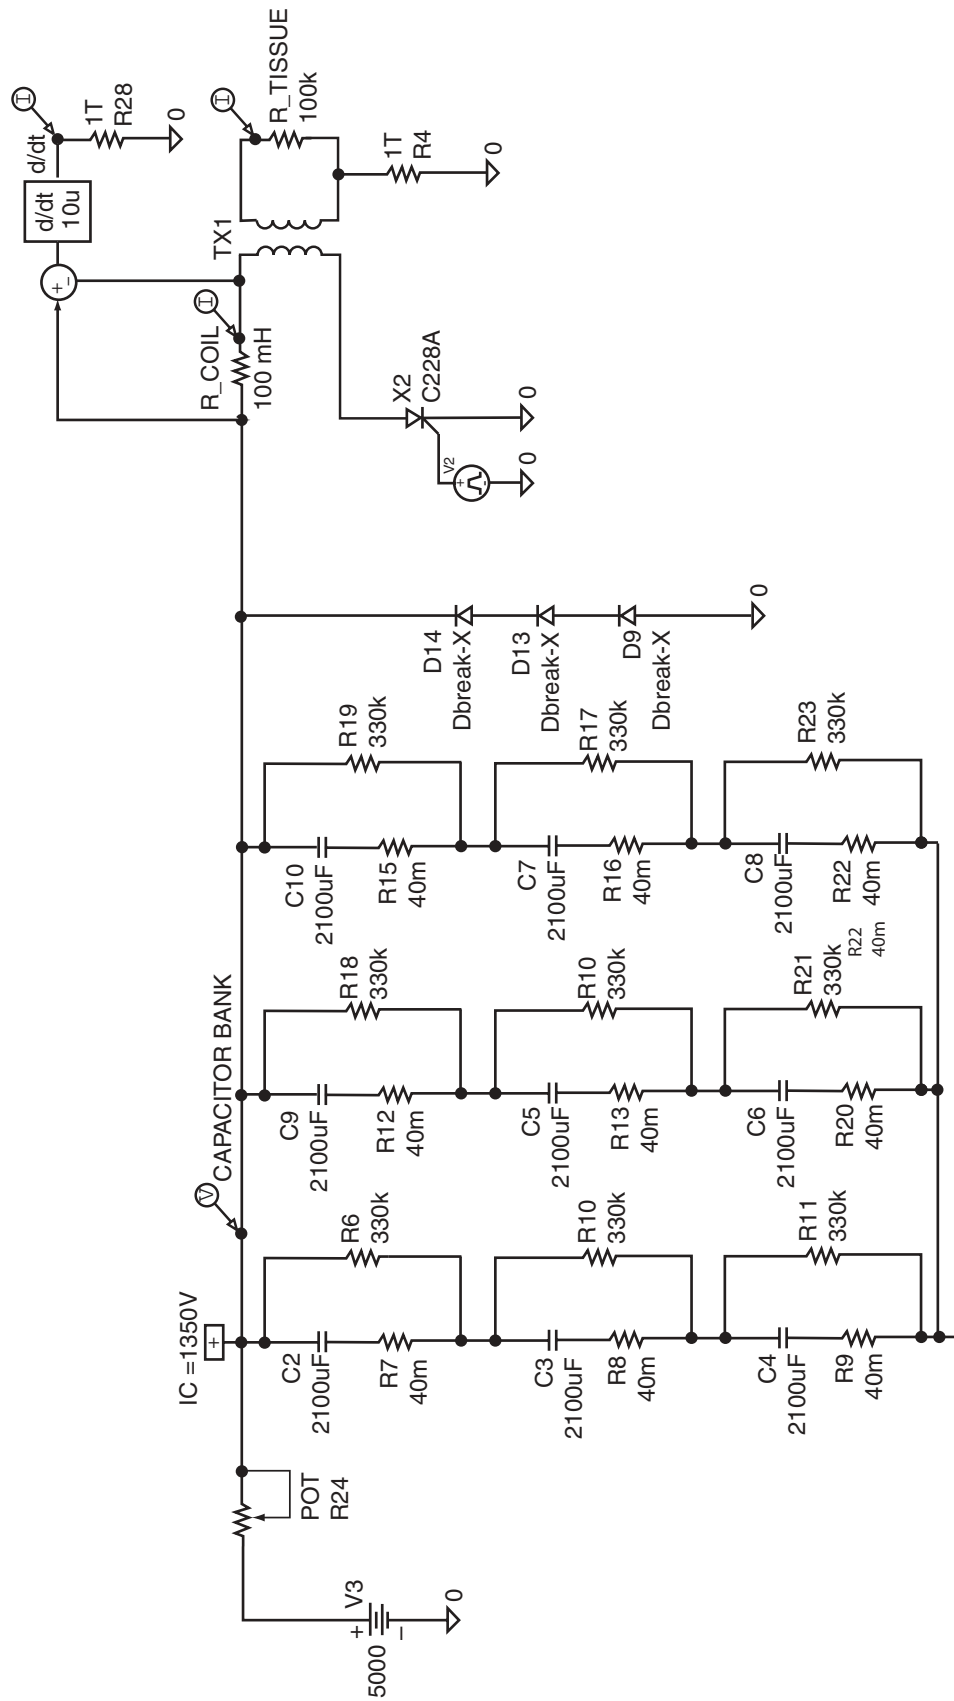 5000
+
−
V3
0
POT
R24
IC =1350V
+
V
CAPACITOR BANK
C2
2100uF
R7
40m
R6
330k
C3
2100uF
R8
40m
R10
330k
C4
2100uF
R9
40m
R11
330k
C9
2100uF
R12
40m
R18
330k
C5
2100uF
R13
40m
R10
330k
C6
2100uF
R20
40m
R21
330k
R22
40m
C10
2100uF
R15
40m
R19
330k
C7
2100uF
R16
40m
R17
330k
C8
2100uF
R22
40m
R23
330k
D14
Dbreak-X
D13
Dbreak-X
D9
Dbreak-X
0
R_COIL
100 mH
I
+
−
d/dt
10u
d/dt
I
1T
R28
0
TX1
I
R_TISSUE
100k
1T
R4
0
X2
C228A
0
V2
+
-
0